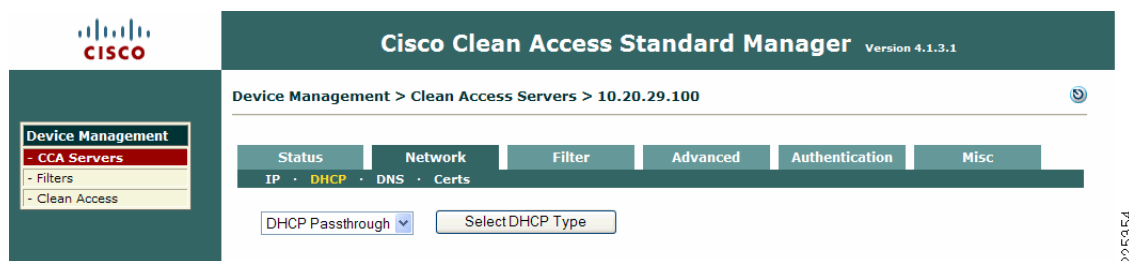 CISCO
Cisco Clean Access Standard Manager Version 4.1.3.1
Device Management > Clean Access Servers > 10.20.29.100
Device Management
- CCA Servers
- Filters
- Clean Access
Status Network Filter Advanced Authentication Misc
IP · DHCP · DNS · Certs
DHCP Passthrough Select DHCP Type
225354